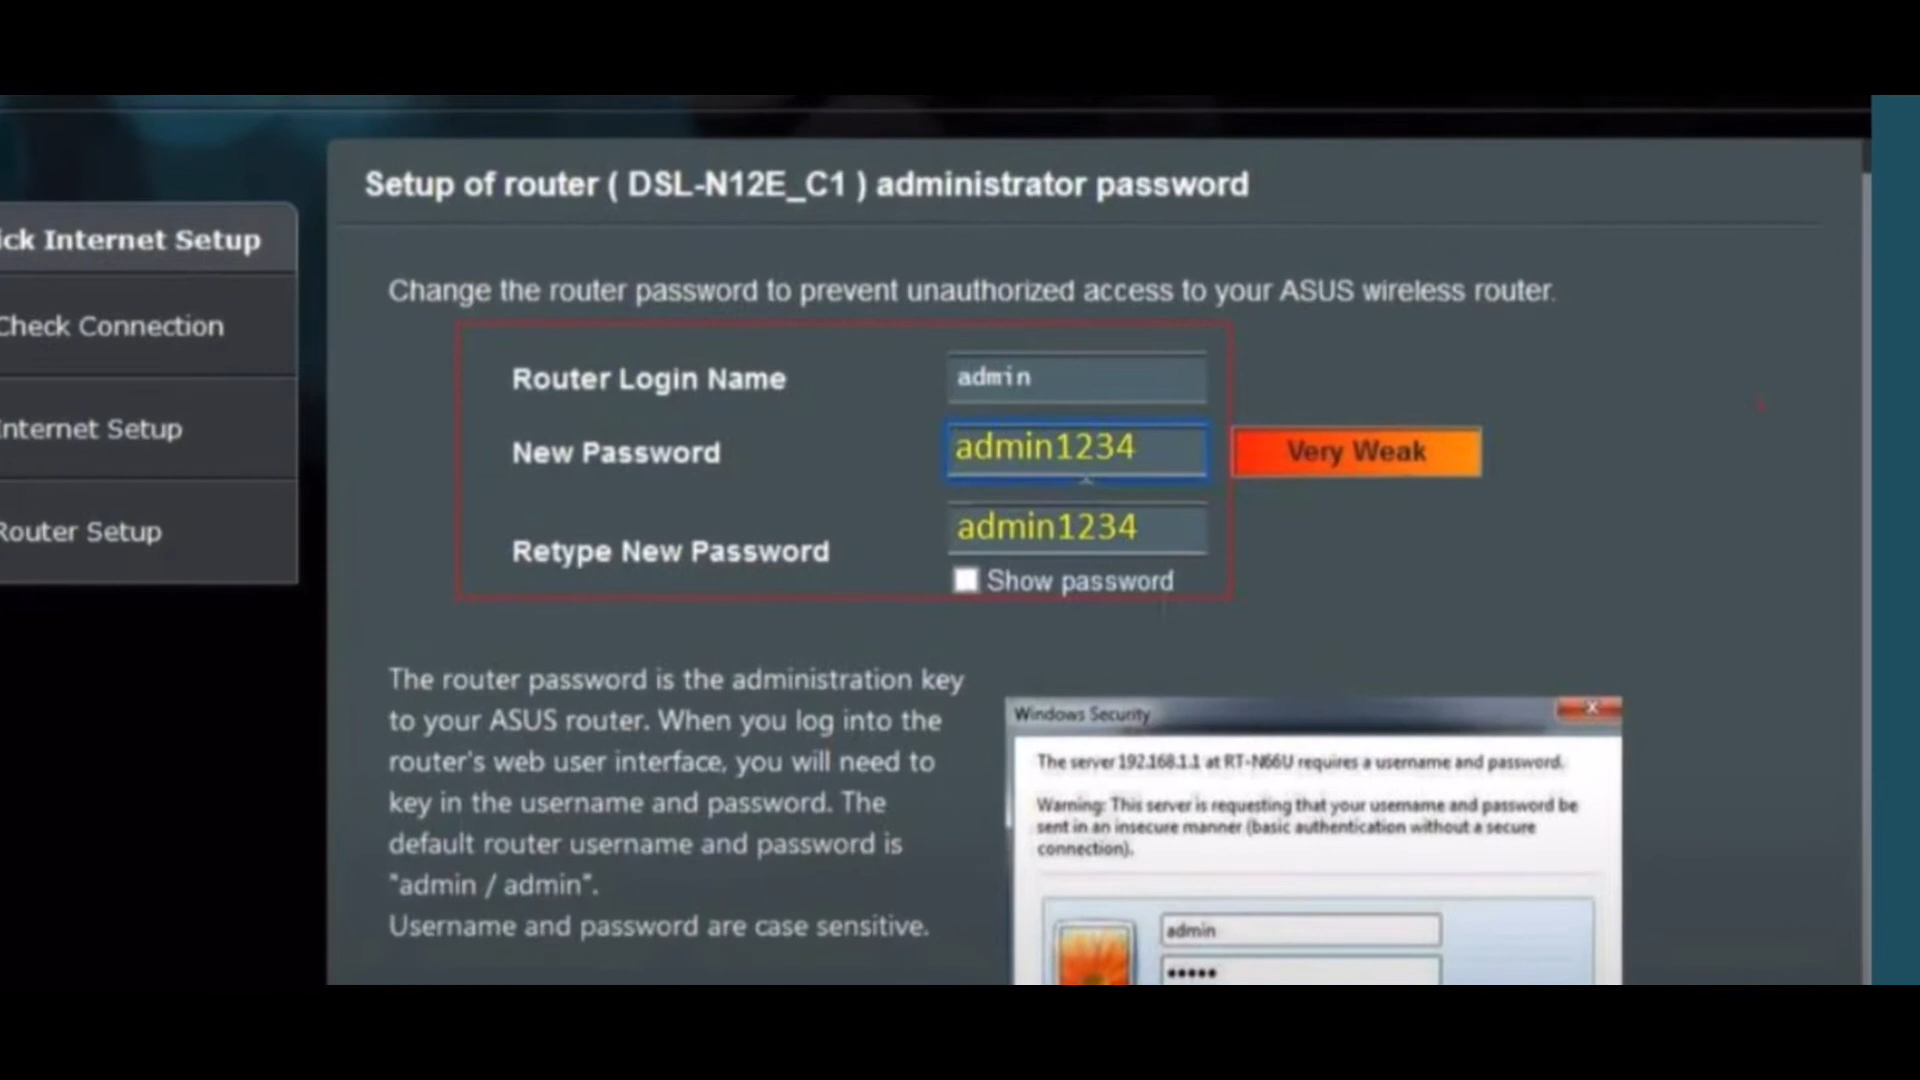 Setup of router ( DSL-N12E_C1 ) administrator password
ick Internet Setup
Check Connection
Internet Setup
Router Setup
Change the router password to prevent unauthorized access to your ASUS wireless router.
Router Login Name
admin
New Password
admin1234
Very Weak
Retype New Password
admin1234
Show password
The router password is the administration key
to your ASUS router. When you log into the
router's web user interface, you will need to
key in the username and password. The
default router username and password is
"admin / admin".
Username and password are case sensitive.
Windows Security
The server 192.168.1.1 at RT-N66U requires a username and password.
Warning: This server is requesting that your username and password be
sent in an insecure manner (basic authentication without a secure
connection).
admin
•••••